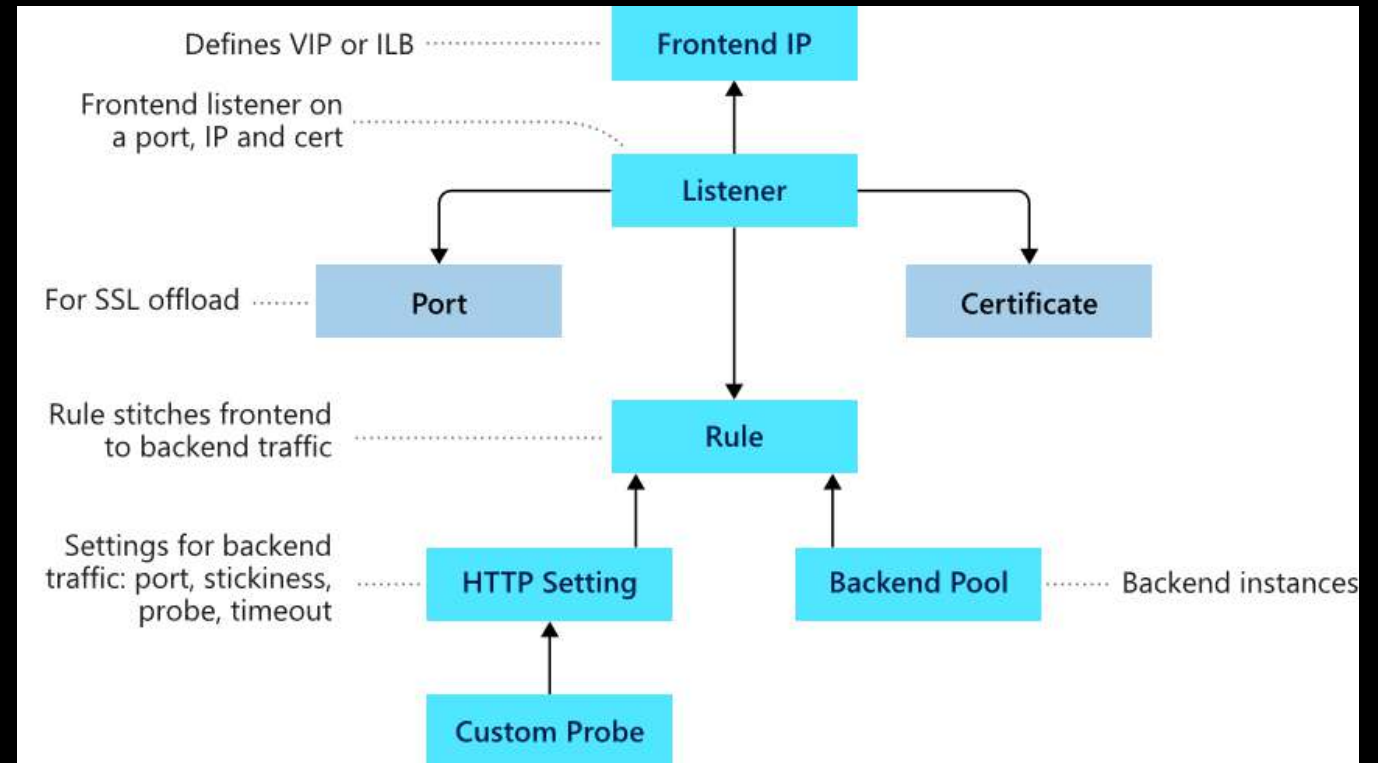 Defines VIP or ILB
Frontend IP
Frontend listener on
a port, IP and cert
Listener
For SSL offload
Port
Certificate
Rule stitches frontend
to backend traffic
Rule
Settings for backend
traffic: port, stickiness,
probe, timeout
HTTP Setting
Backend Pool
Backend instances
Custom Probe